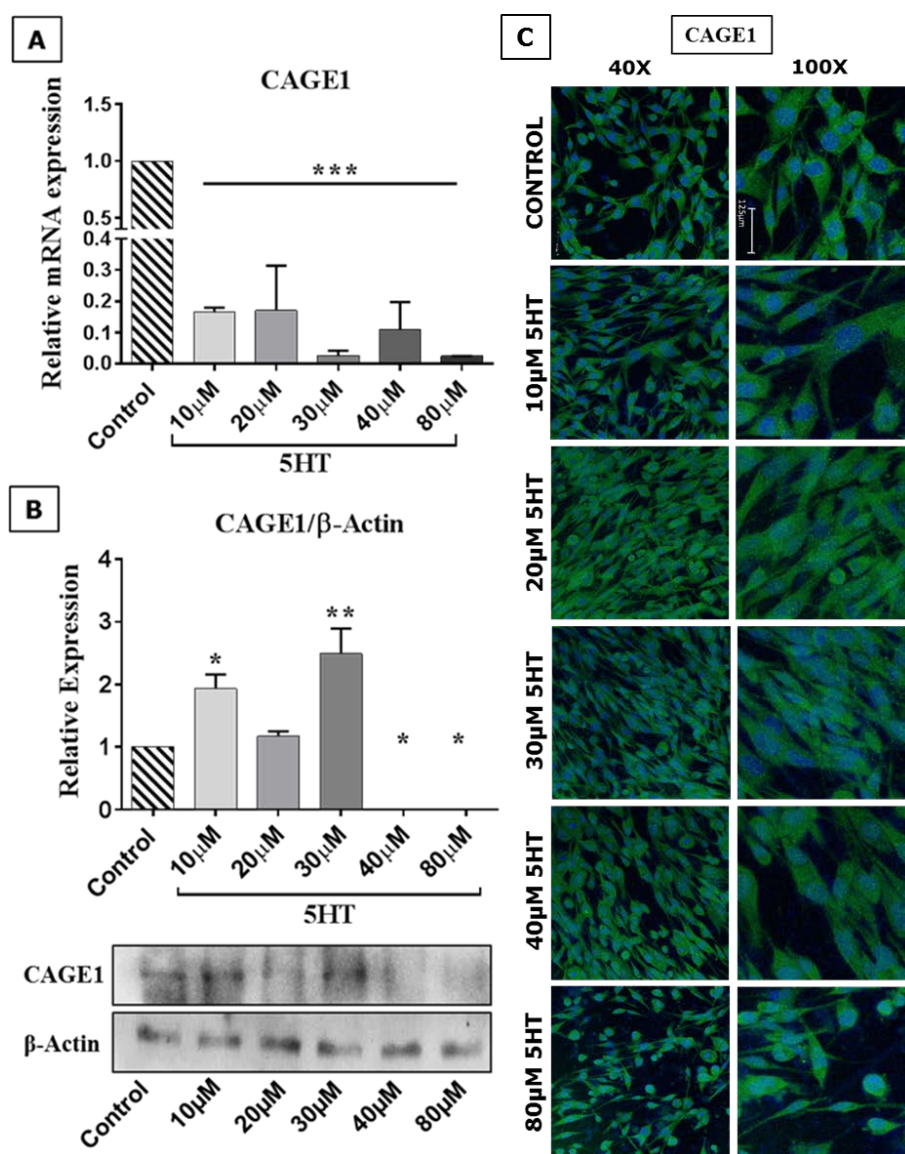 A
CAGE1
Relative mRNA expression
1.5
1.0
0.5
0.4
0.3
0.2
0.1
0.0
***
Control
10μM
20μM
30μM
40μM
80μM
5HT
B
CAGE1/β-Actin
Relative Expression
4
3
2
1
0
*
**
*
*
Control
10μM
20μM
30μM
40μM
80μM
5HT
CAGE1
β-Actin
Control
10μM
20μM
30μM
40μM
80μM
C
CAGE1
40X 100X
CONTROL
125μm
10μM 5HT
20μM 5HT
30μM 5HT
40μM 5HT
80μM 5HT